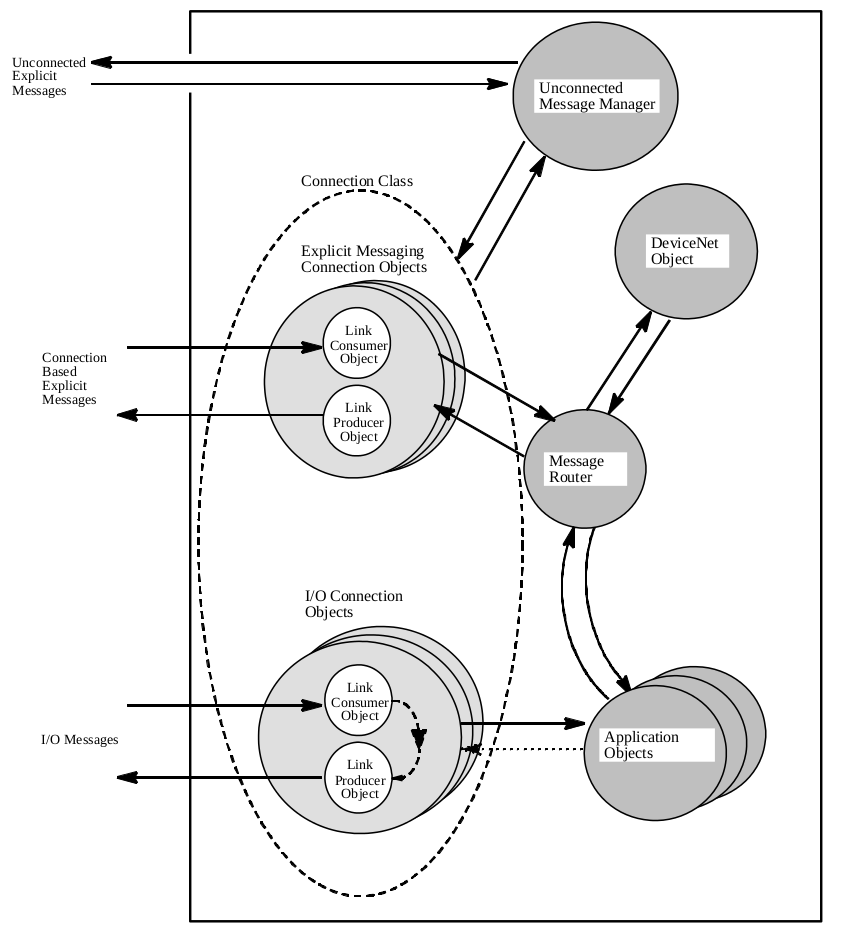 Unconnected
Explicit
Messages
Unconnected
Message Manager
Connection Class
DeviceNet
Object
Explicit Messaging
Connection Objects
Link
Consumer
Object
Connection
Based
Explicit
Messages
Link
Producer
Object
Message
Router
I/O Connection
Objects
Link
Consumer
Object
I/O Messages
Application
Objects
Link
Producer
Object